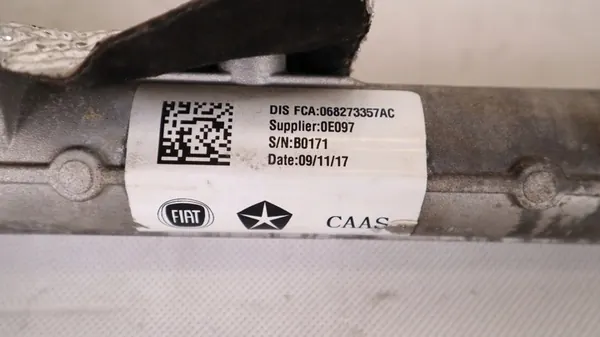 DIS FCA:068273357AC
Supplier:0E097
S/N:B0171
Date:09/11/17
FIAT
CAAS